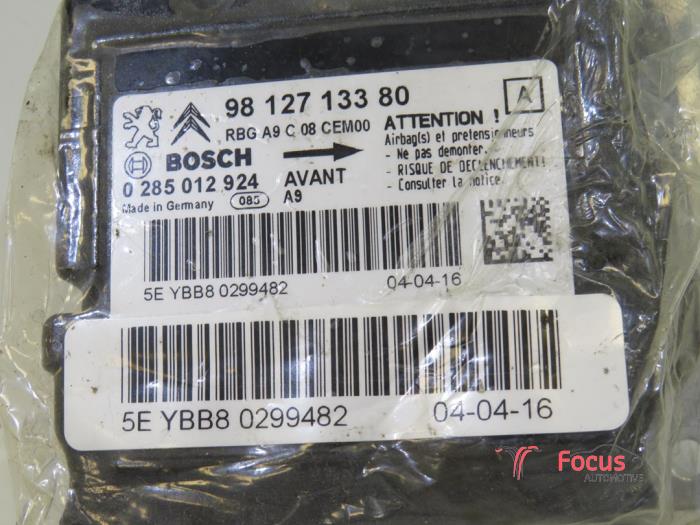 98 127 133 80
A
RBG A9 C 08 CEM00
ATTENTION !
Airbag(s) et pretensionneurs
- Ne pas demonter.
- RISQUE DE DECLENCHEMENT!
- Consulter la notice.
BOSCH
0 285 012 924
AVANT
Made in Germany
085
A9
5E YBB8 0299482
04-04-16
5E YBB8 0299482
04-04-16
Focus
AUTOMOTIVE